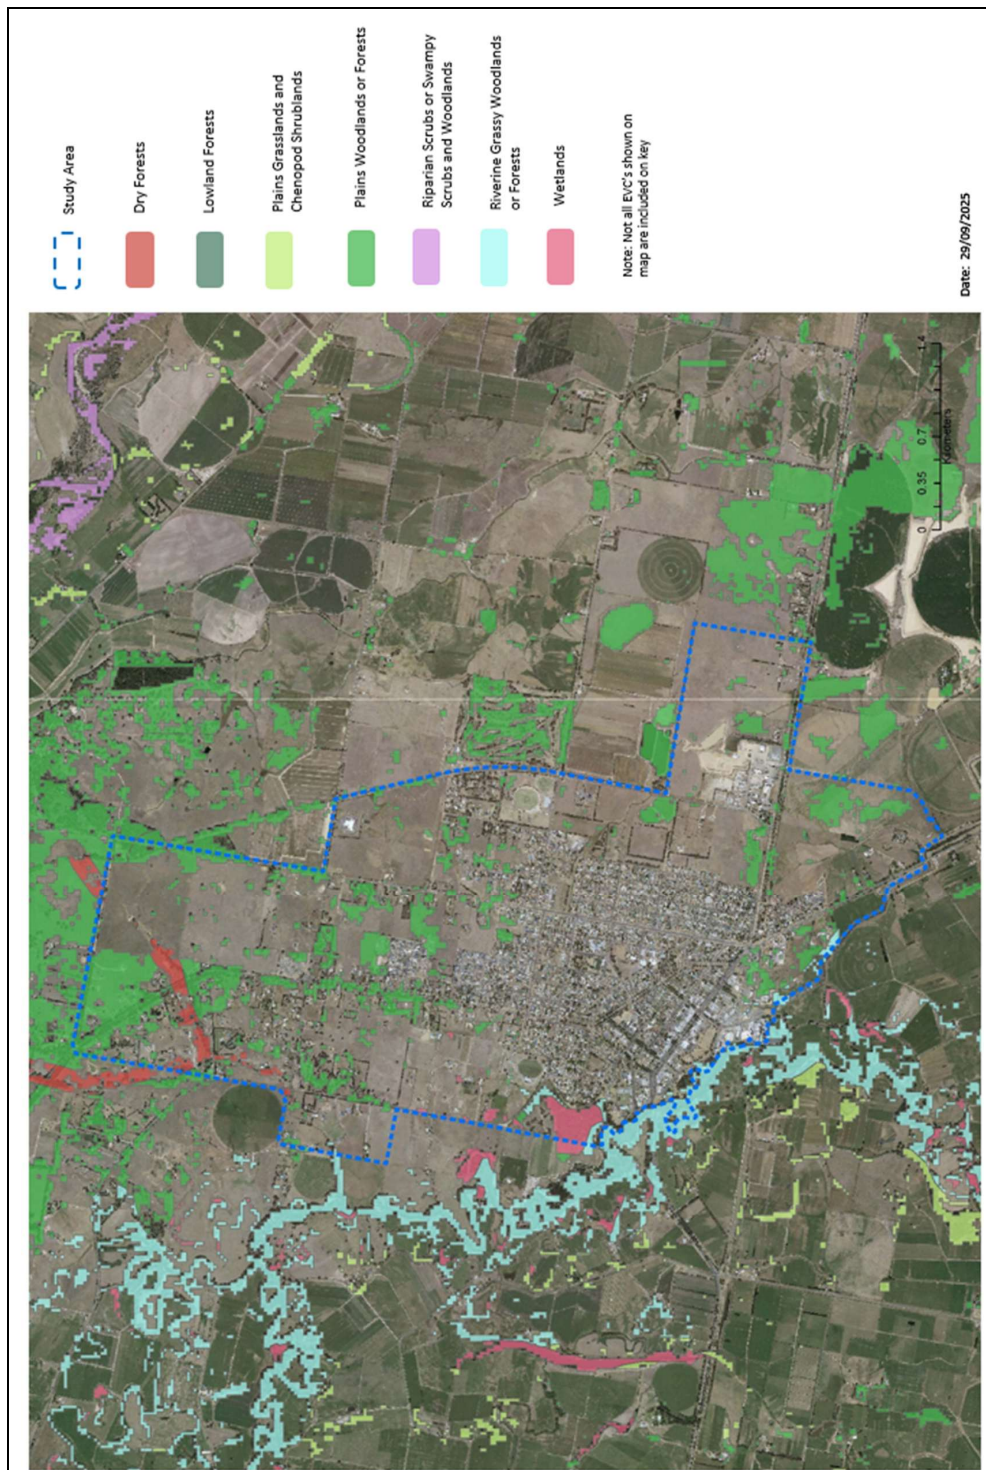 Study Area
Dry Forests
Lowland Forests
Plains Grasslands and
Chenopod Shrublands
Plains Woodlands or Forests
Riparian Scrubs or Swampy
Scrubs and Woodlands
Riverine Grassy Woodlands
or Forests
Wetlands
Note: Not all EVC's shown on
map are included on key
Date: 29/09/2025
0 0.35 0.7 1.4
Kilometers